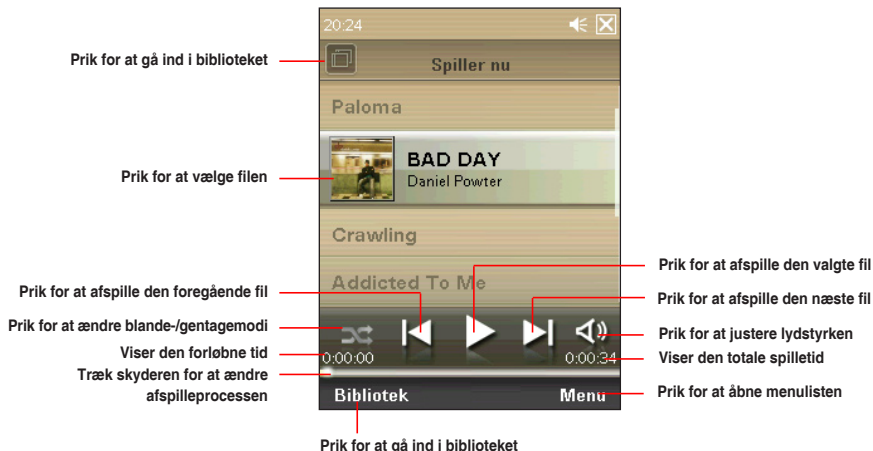 20:24
Prik for at gå ind i biblioteket
Spiller nu
Paloma
BAD DAY
Prik for at vælge filen
Daniel Powter
Crawling
Prik for at afspille den valgte fil
Addicted To Me
Prik for at afspille den foregående fil
Prik for at afspille den næste fil
Prik for at ændre blande-/gentagemodi
Prik for at justere lydstyrken
Viser den forløbne tid
0:00:00
0:00:34
Viser den totale spilletid
Træk skyderen for at ændre
afspilleprocessen
Bibliotek
Menu
Prik for at åbne menulisten
Prik for at gå ind i biblioteket